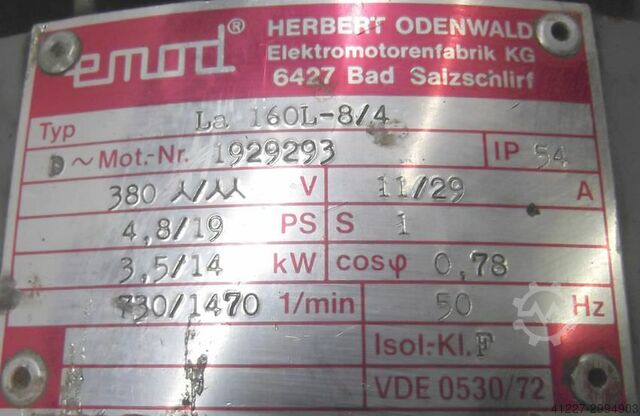 emod® HERBERT ODENWALD
Elektromotorenfabrik KG
6427 Bad Salzschlirf
Typ La 160L-8/4
D~Mot.-Nr. 1929293 IP 54
380 V 11/29 A
4,8/19 PS S 1
3,5/14 kW cosφ 0,78
730/1470 1/min 50 Hz
Isol-Kl. F
VDE 0530/72
41227-2994903